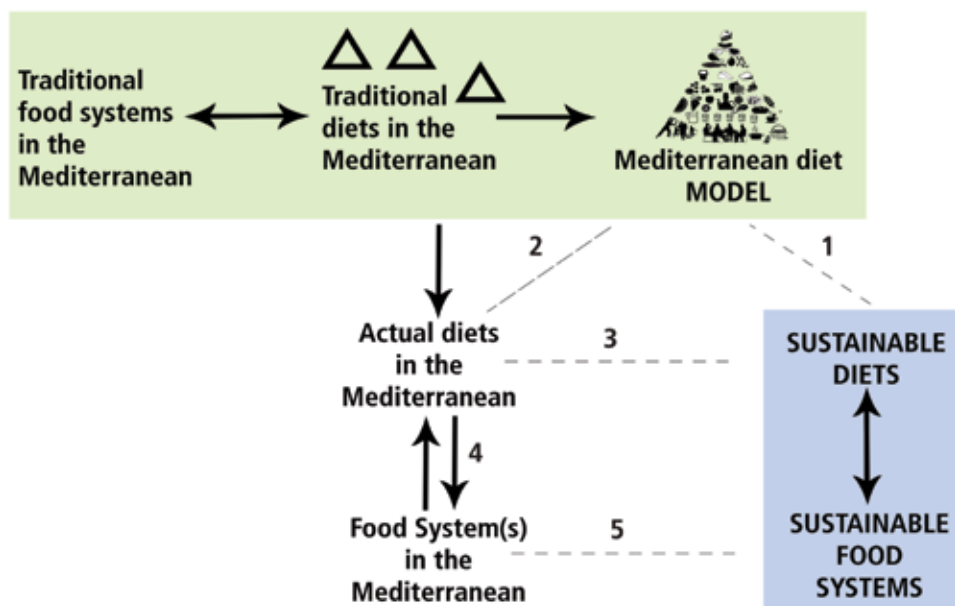 Traditional
food systems
in the
Mediterranean
Traditional
diets in the
Mediterranean
Mediterranean diet
MODEL
2
1
Actual diets
in the
Mediterranean
3
SUSTAINABLE
DIETS
4
Food System(s)
in the
Mediterranean
5
SUSTAINABLE
FOOD
SYSTEMS